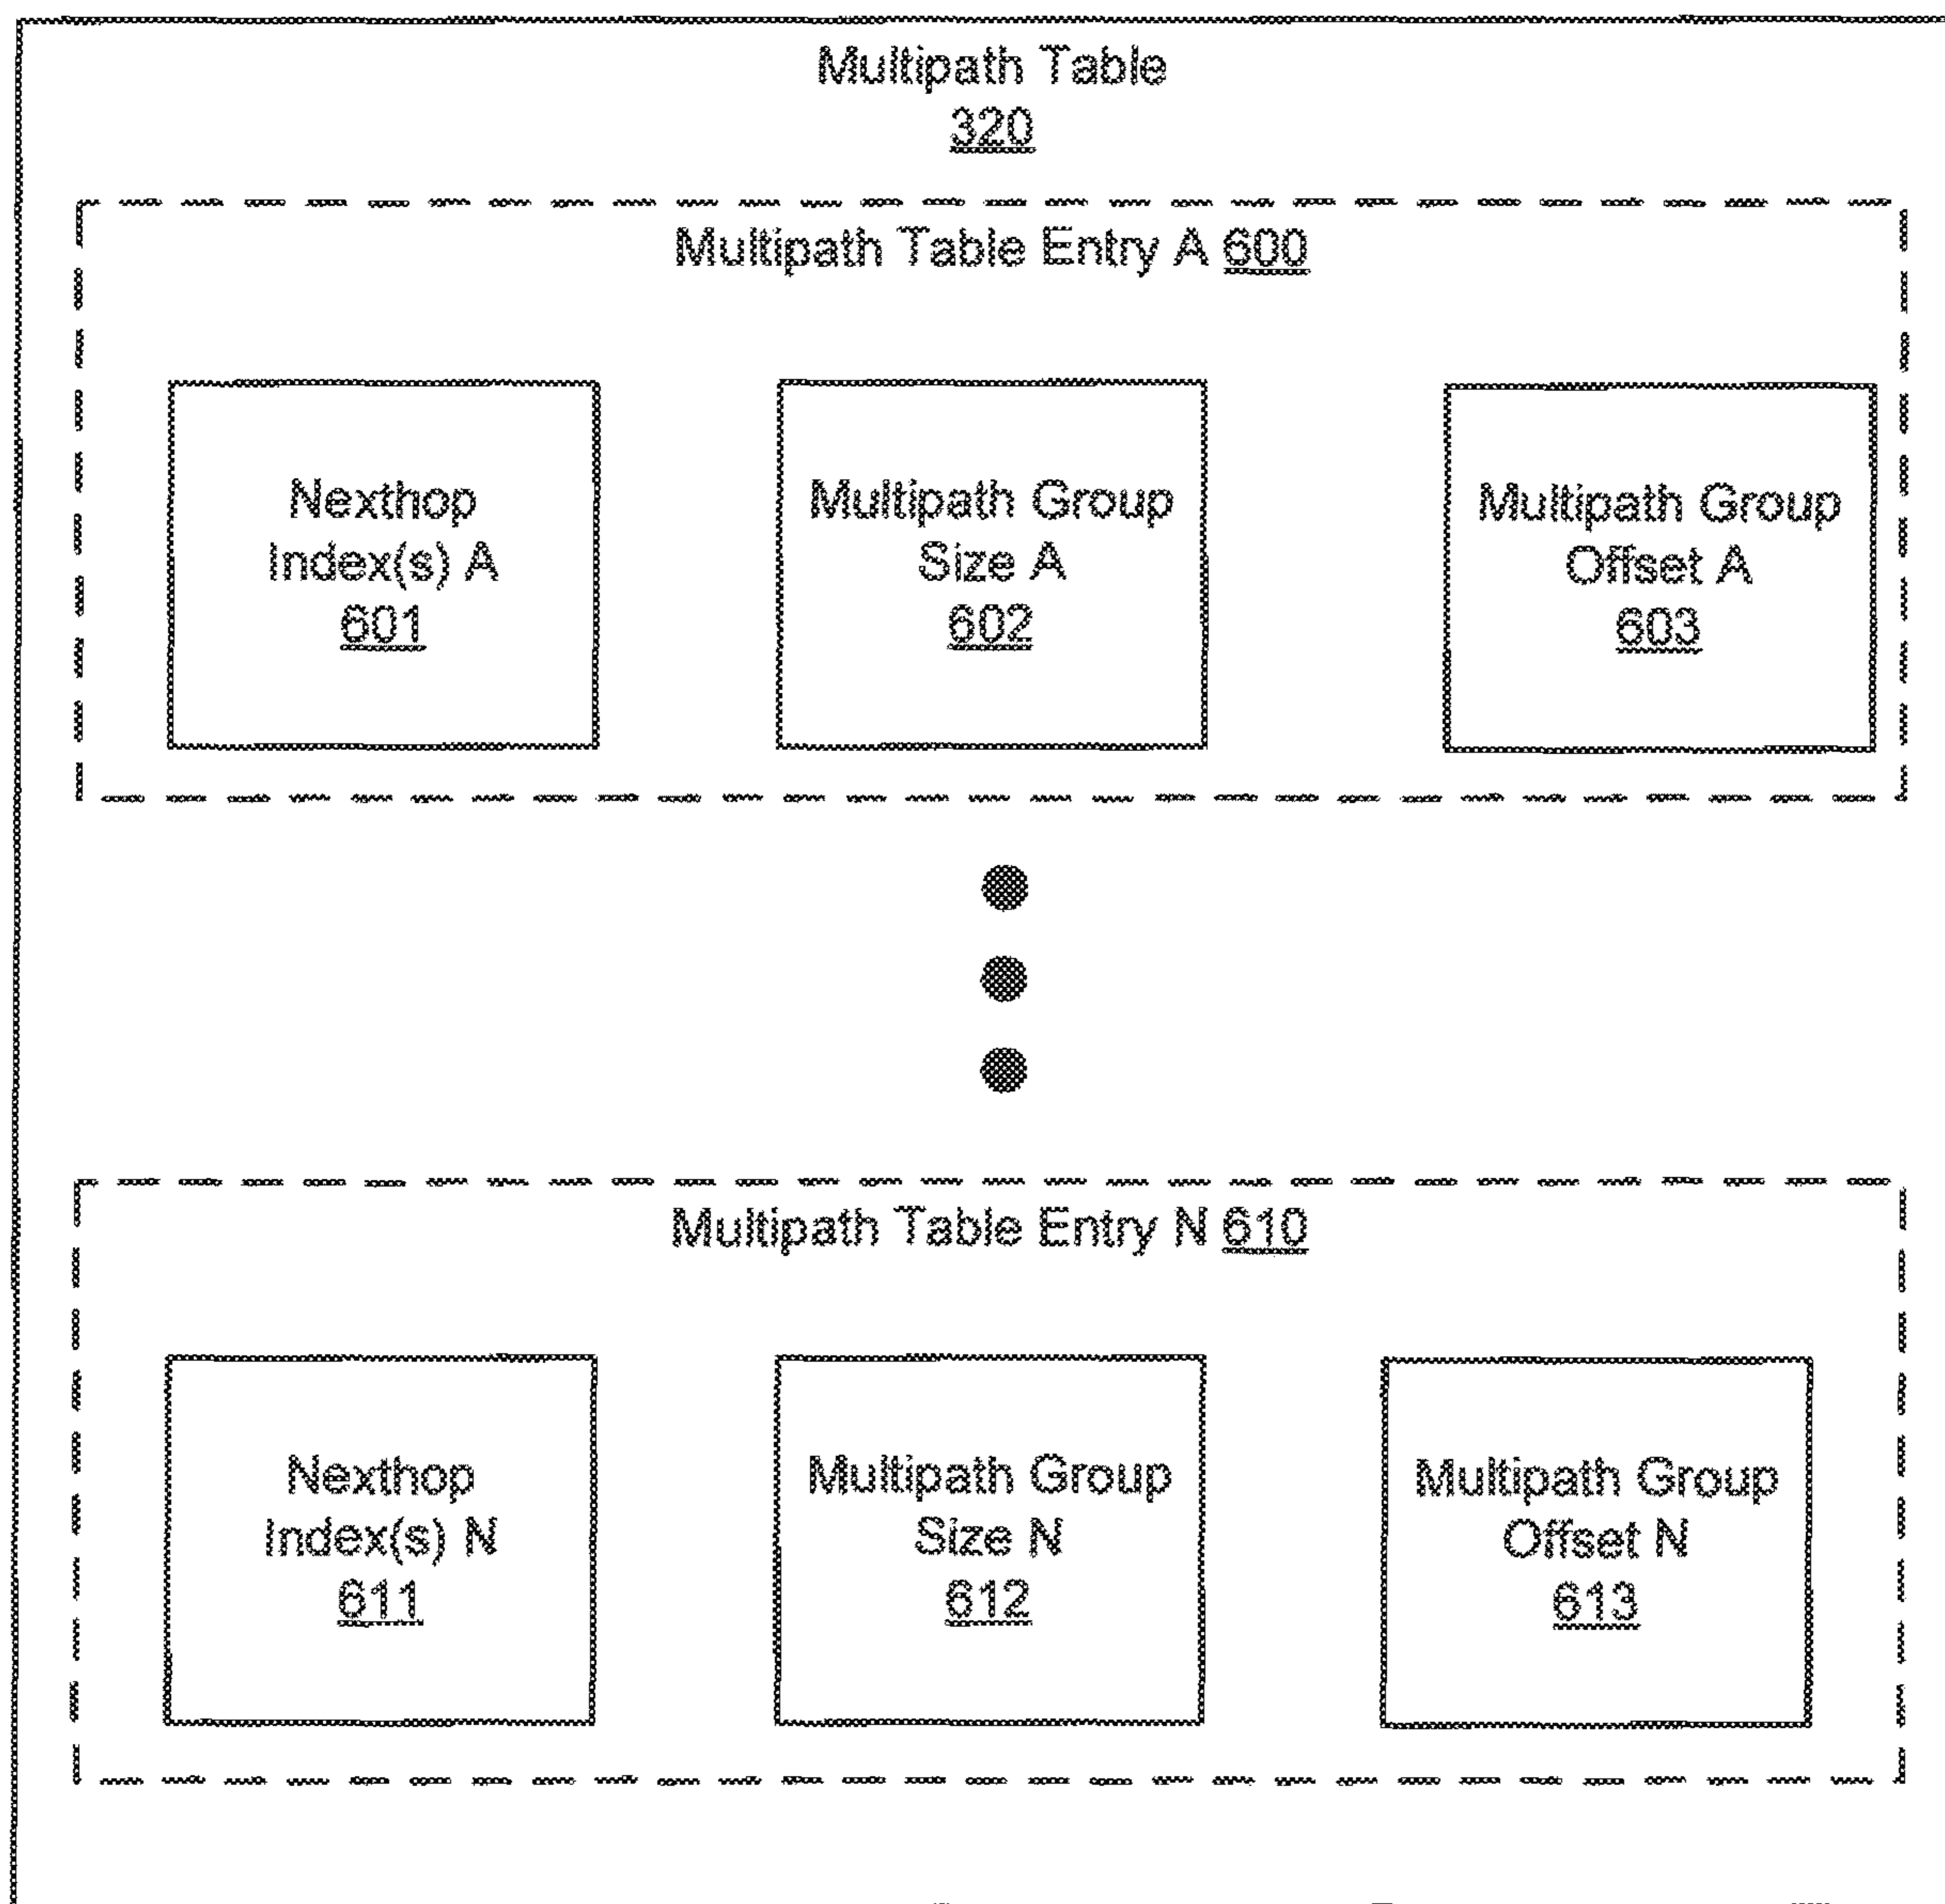 Multipath Table
320
Multipath Table Entry A 600
Nexthop
Index(s) A
601
Multipath Group
Size A
602
Multipath Group
Offset A
603
Multipath Table Entry N 610
Nexthop
Index(s) N
611
Multipath Group
Size N
612
Multipath Group
Offset N
613